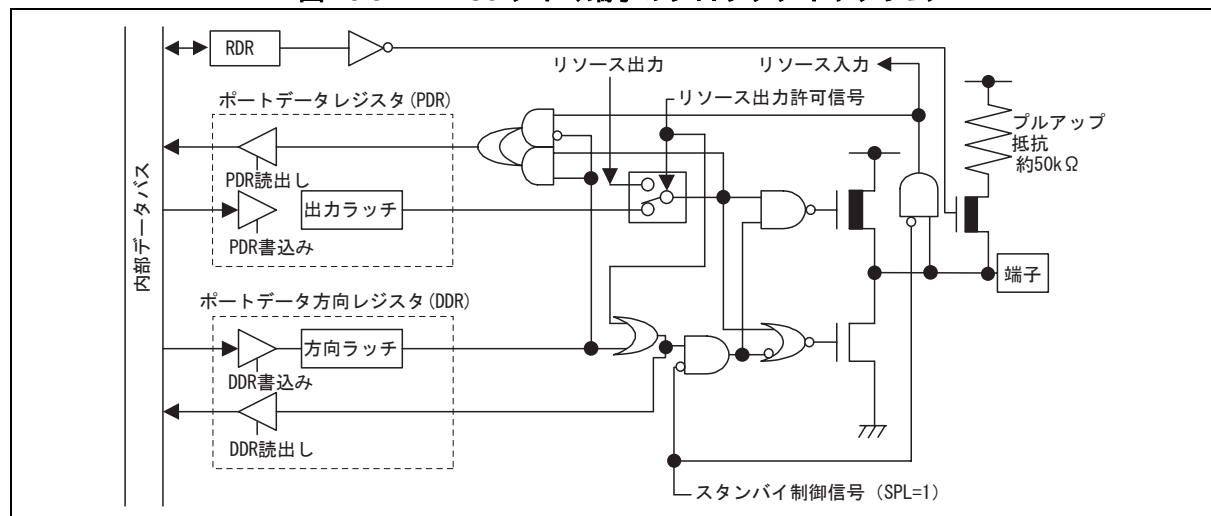 RDR
リソース出力
リソース入力
ポートデータレジスタ(PDR)
リソース出力許可信号
プルアップ
抵抗
約50kΩ
PDR読出し
出力ラッチ
PDR書込み
内部データバス
端子
ポートデータ方向レジスタ(DDR)
方向ラッチ
DDR書込み
DDR読出し
スタンバイ制御信号 (SPL=1)